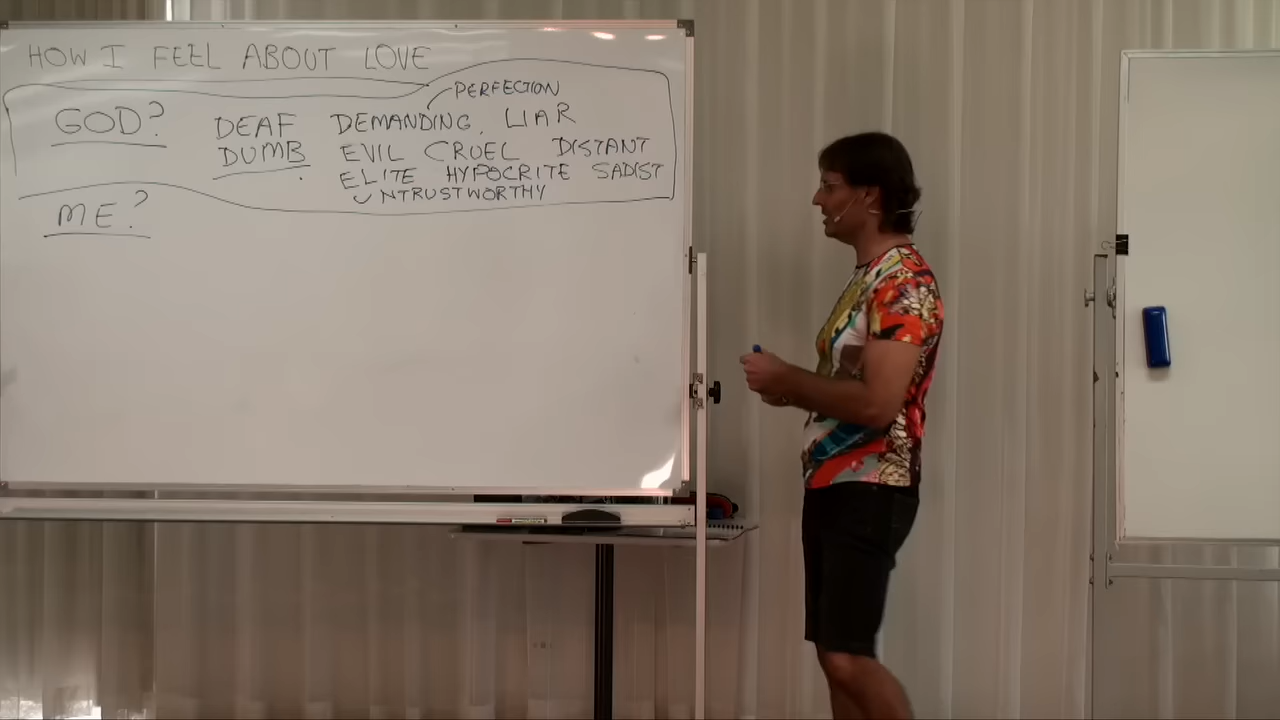 HOW I FEEL ABOUT LOVE
PERFECTION
GOD? DEAF DEMANDING, LIAR
DUMB EVIL CRUEL DISTANT
ELITE HYPOCRITE SADIST
UNTRUSTWORTHY
ME?